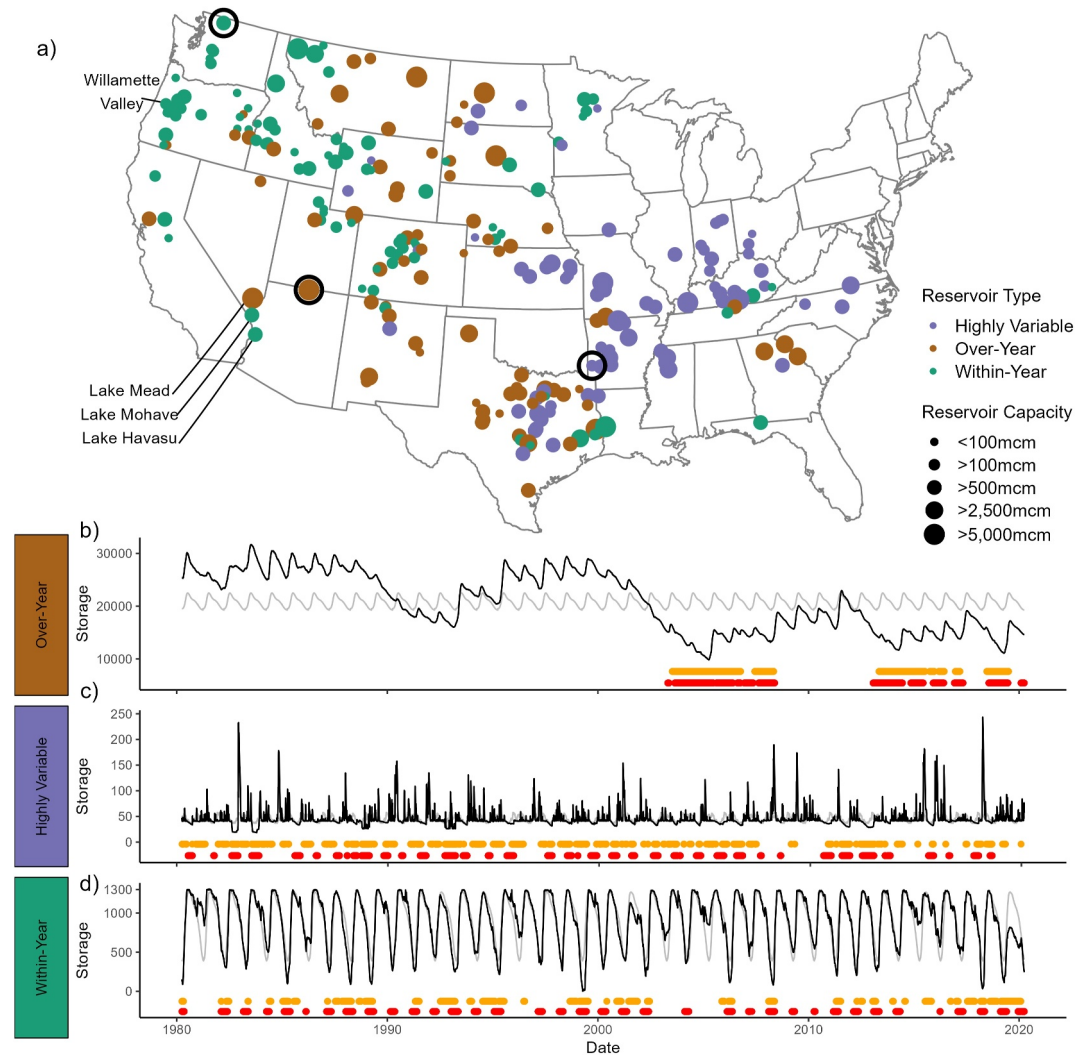 a)
Willamette
Valley
Lake Mead
Lake Mohave
Lake Havasu
Reservoir Type
Highly Variable
Over-Year
Within-Year
Reservoir Capacity
<100mcm
>100mcm
>500mcm
>2,500mcm
>5,000mcm
b)
Over-Year
Storage
30000
20000
10000
c)
Highly Variable
Storage
250
200
150
100
50
0
d)
Within-Year
Storage
1300
1000
500
0
1980
1990
2000
2010
2020
Date